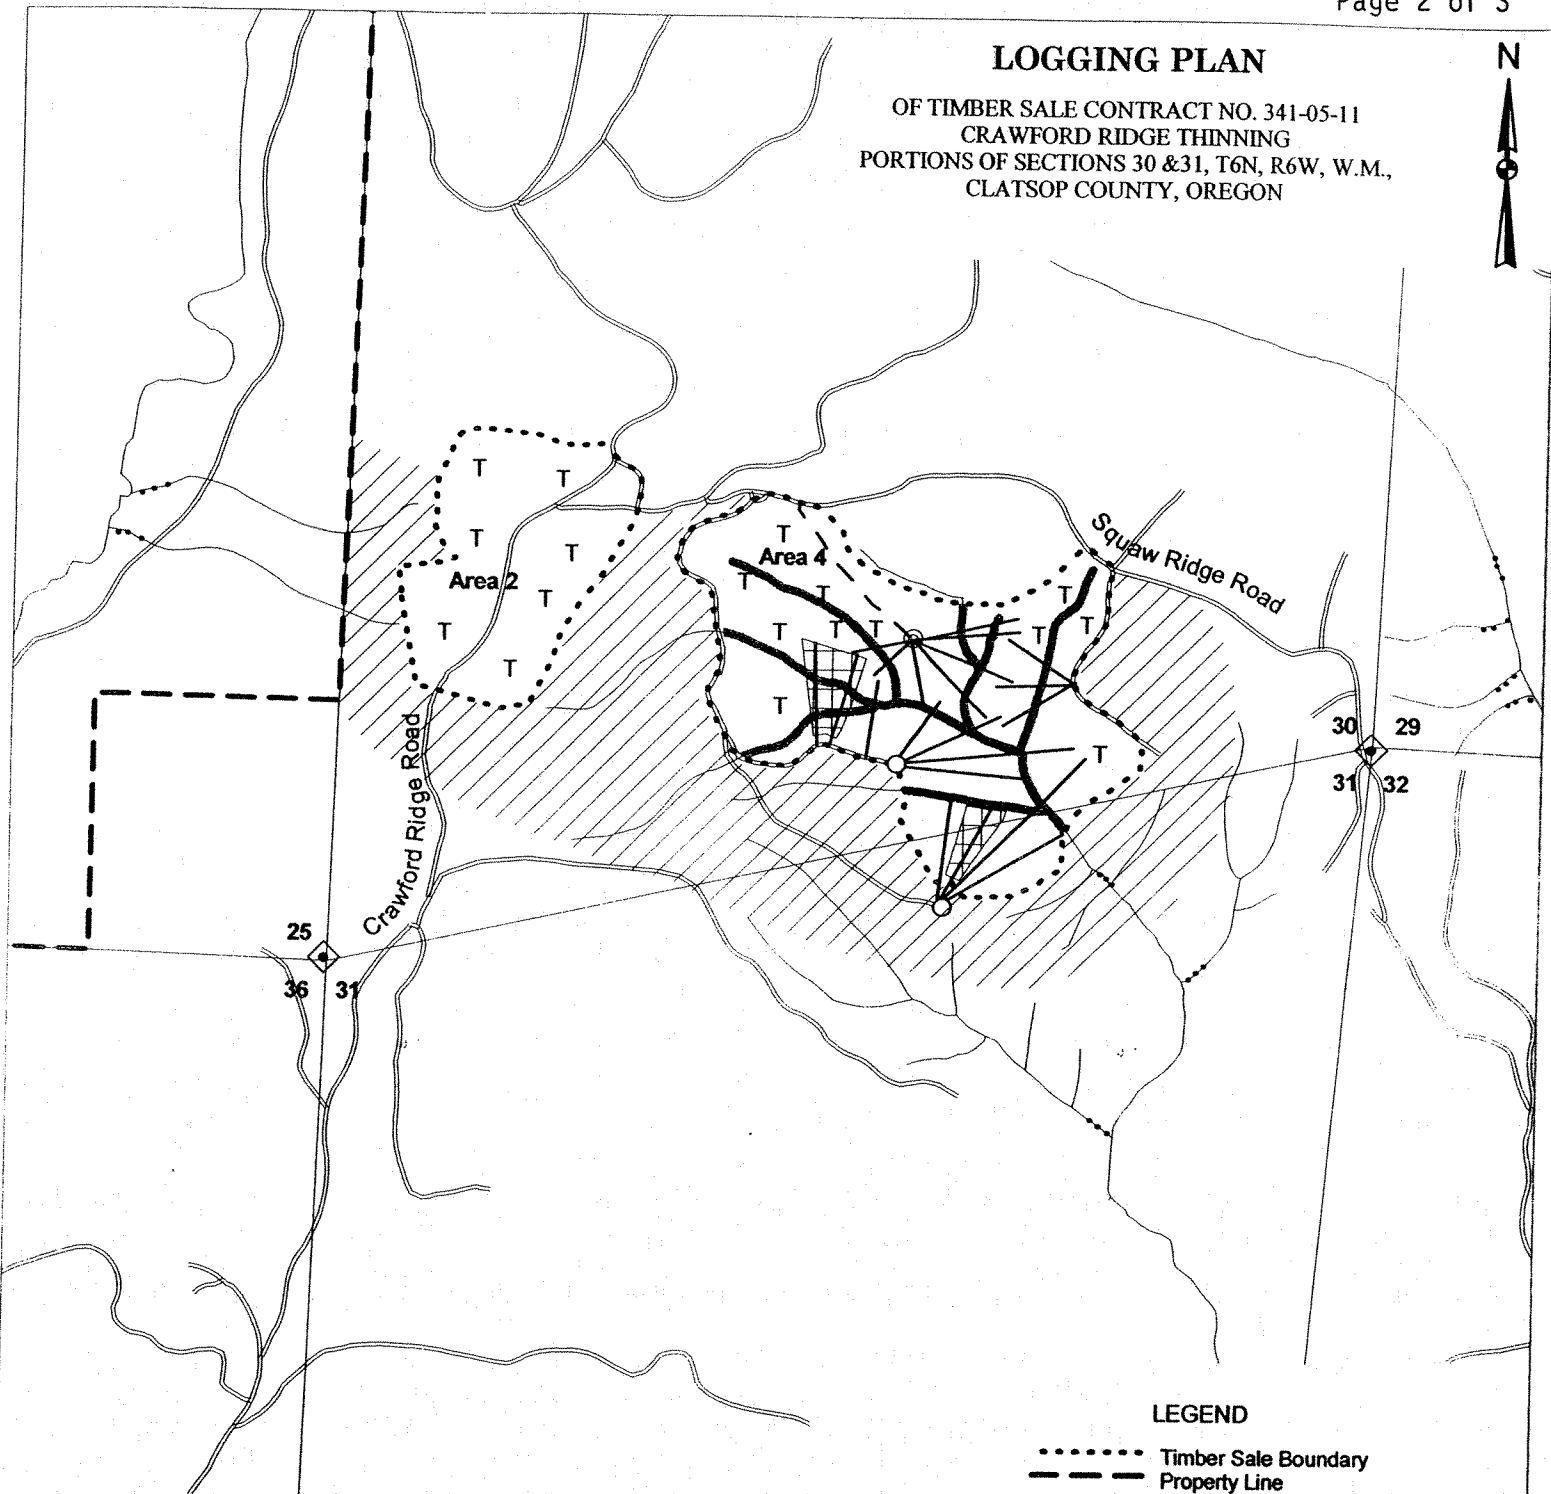 Page 2 of 3
LOGGING PLAN
N
OF TIMBER SALE CONTRACT NO. 341-05-11
CRAWFORD RIDGE THINNING
PORTIONS OF SECTIONS 30 &31, T6N, R6W, W.M.,
CLATSOP COUNTY, OREGON
T
T
T
T
Area 2
T
T
T
T
Area 4
T
T
T
T
T
T
T
T
T
T
Squaw Ridge Road
30 29
31 32
Crawford Ridge Road
25
36 31
LEGEND
Timber Sale Boundary
Property Line